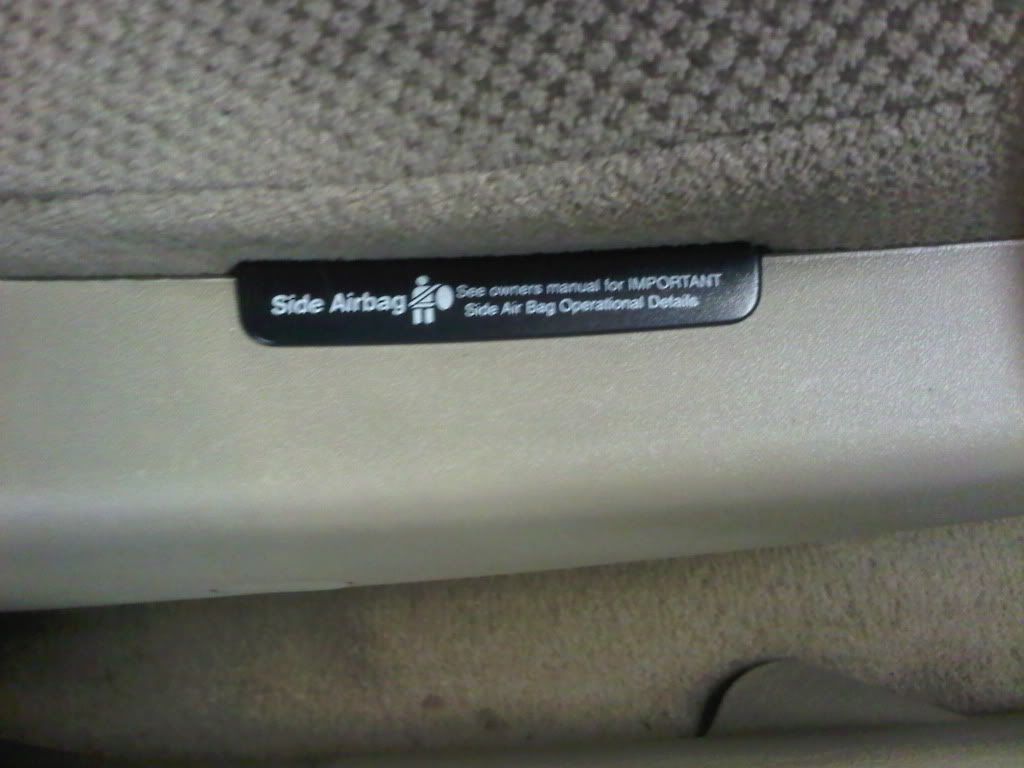 Side Airbag
See owners manual for IMPORTANT
Side Air Bag Operational Details